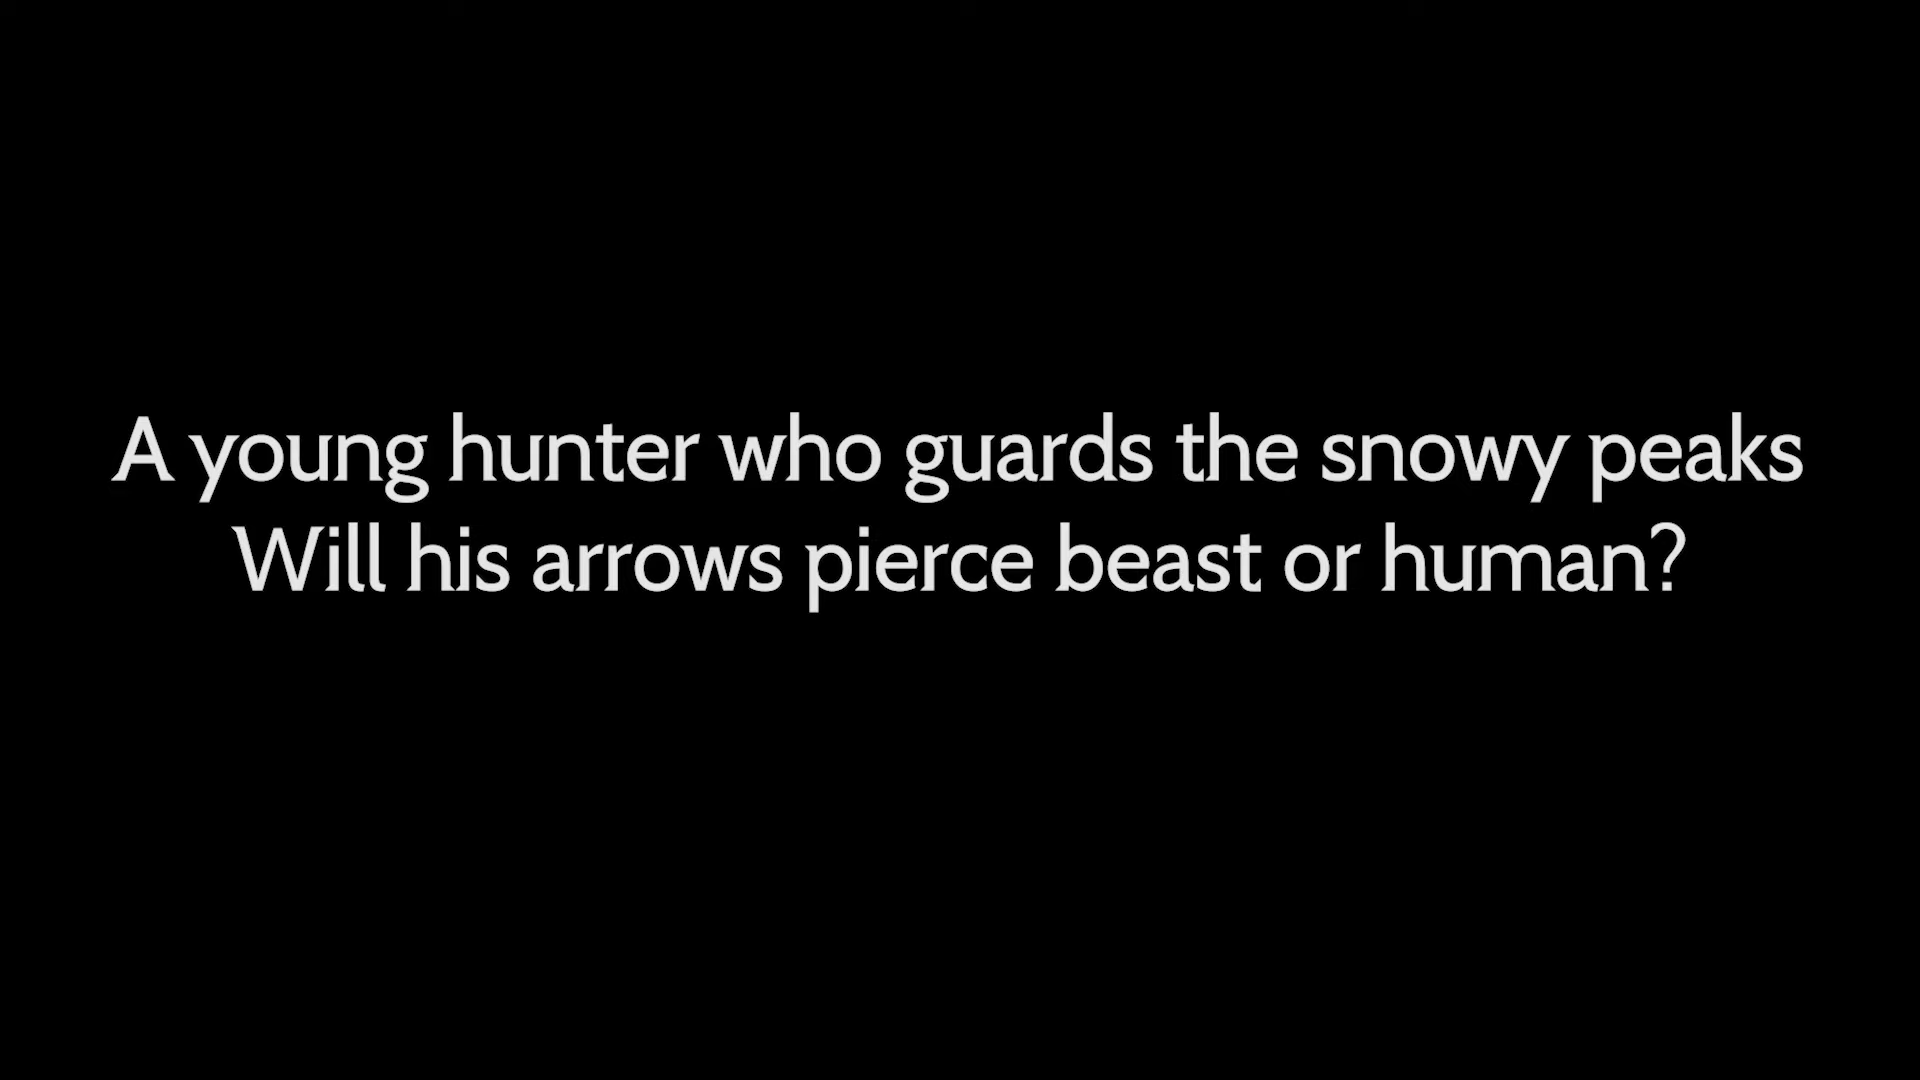 A young hunter who guards the snowy peaks
Will his arrows pierce beast or human?